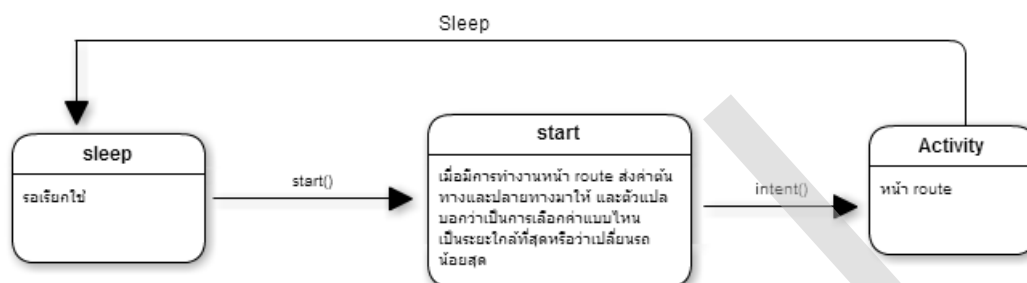 Sleep
sleep
รอเรียกใช้
start()
start
เมื่อมีการทำงานหน้า route ส่งค่าต้น
ทางและปลายทางมาให้ และตัวแปล
บอกว่าเป็นการเลือกค่าแบบไหน
เป็นระยะใกล้ที่สุดหรือว่าเปลี่ยนรถ
น้อยสุด
intent()
Activity
หน้า route